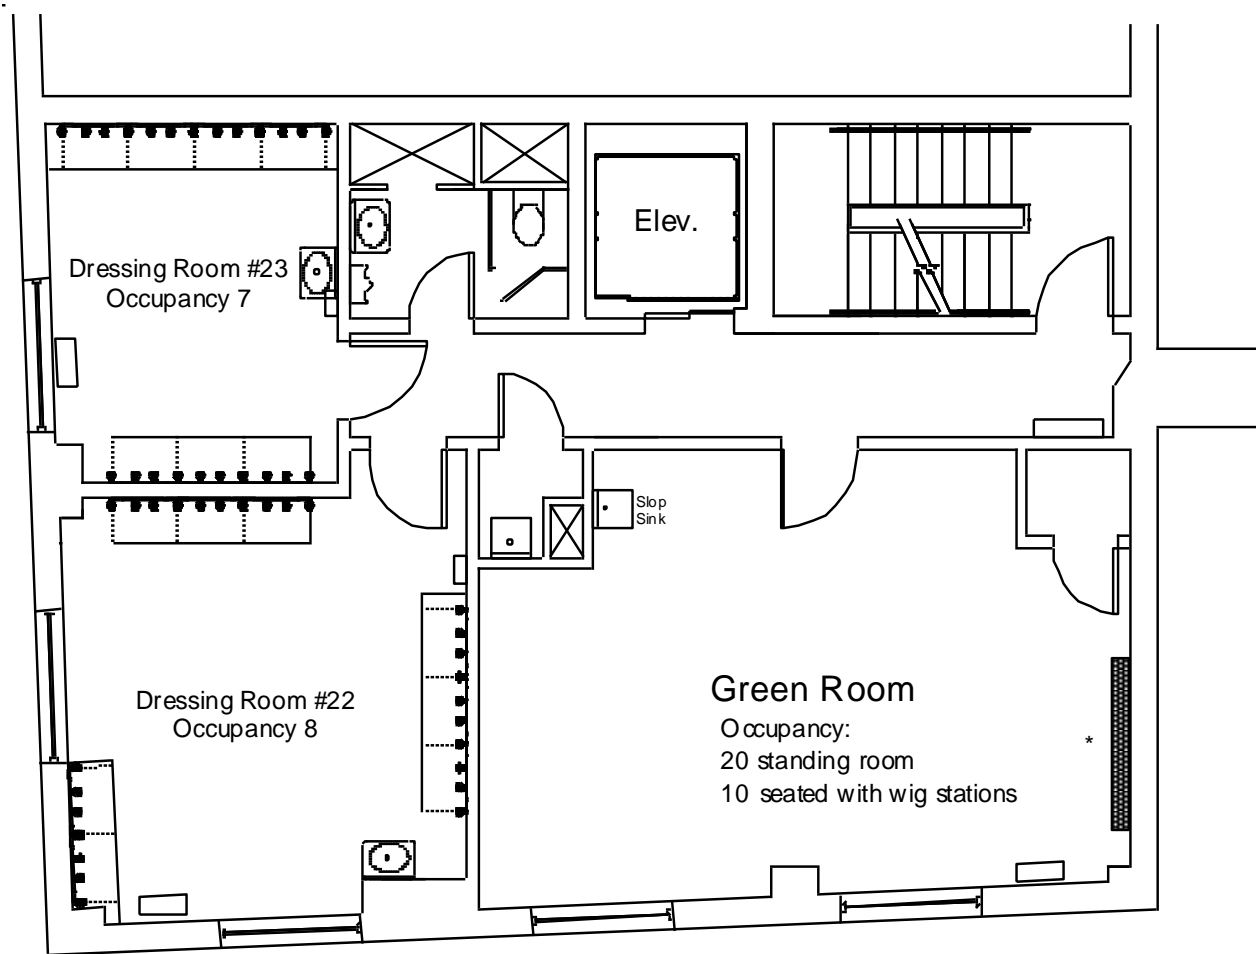 Elev.
Dressing Room #23
Occupancy 7
Slop
Sink
Dressing Room #22
Occupancy 8
Green Room
Occupancy:
20 standing room
*
10 seated with wig stations